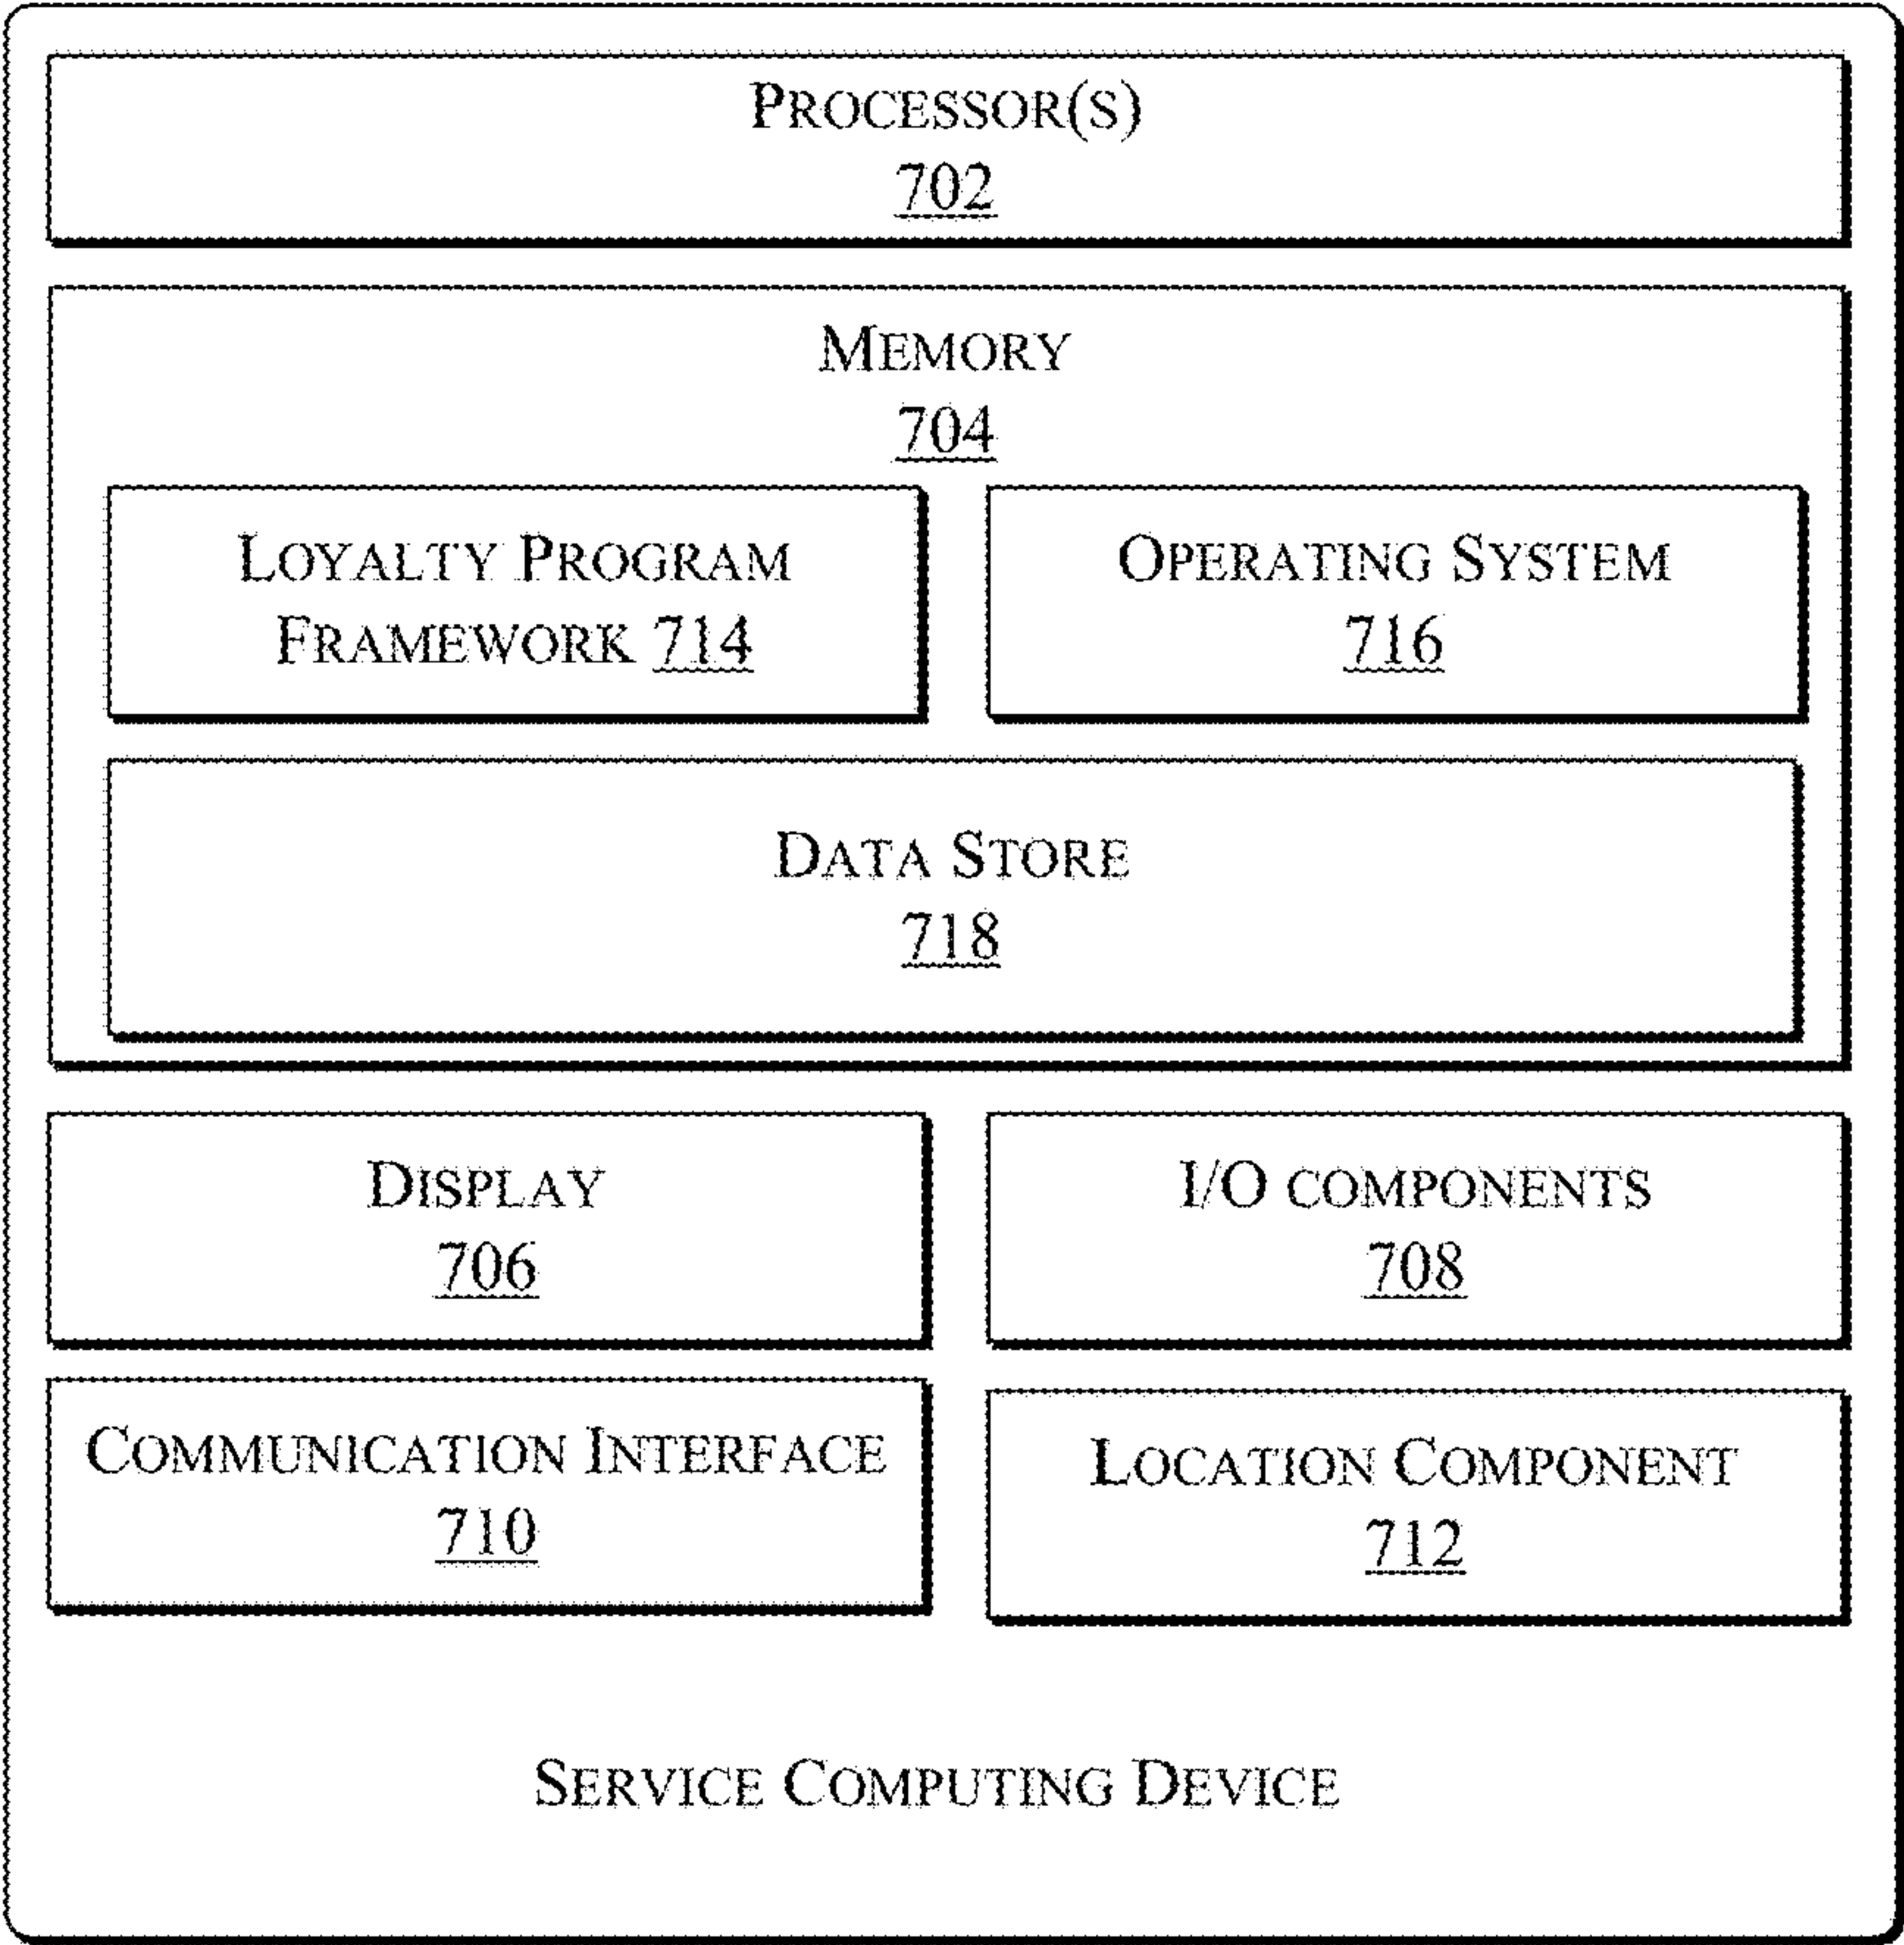 Processor(s)
702
Memory
704
Loyalty Program
Framework 714
Operating System
716
Data Store
718
Display
706
I/O components
708
Communication Interface
710
Location Component
712
Service Computing Device